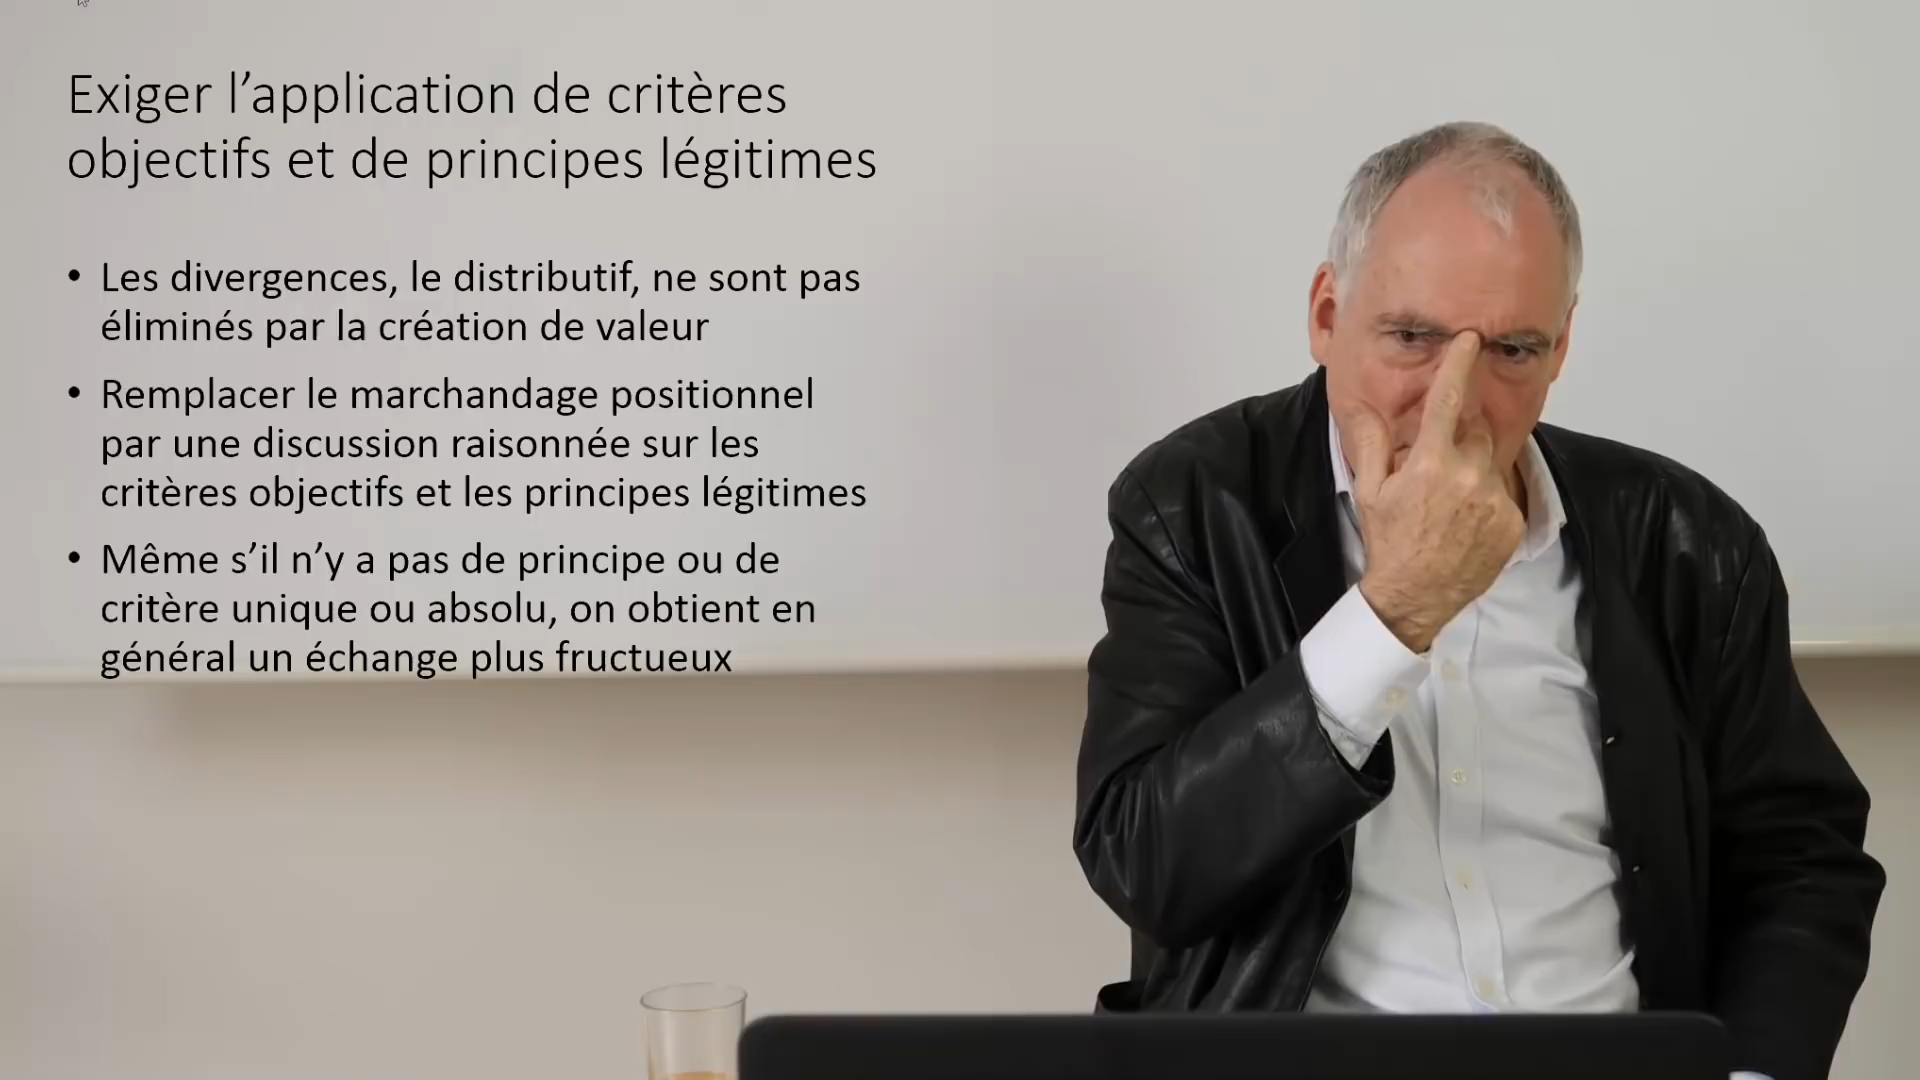 Exiger l’application de critères
objectifs et de principes légitimes
• Les divergences, le distributif, ne sont pas
éliminés par la création de valeur
• Remplacer le marchandage positionnel
par une discussion raisonnée sur les
critères objectifs et les principes légitimes
• Même s’il n’y a pas de principe ou de
critère unique ou absolu, on obtient en
général un échange plus fructueux